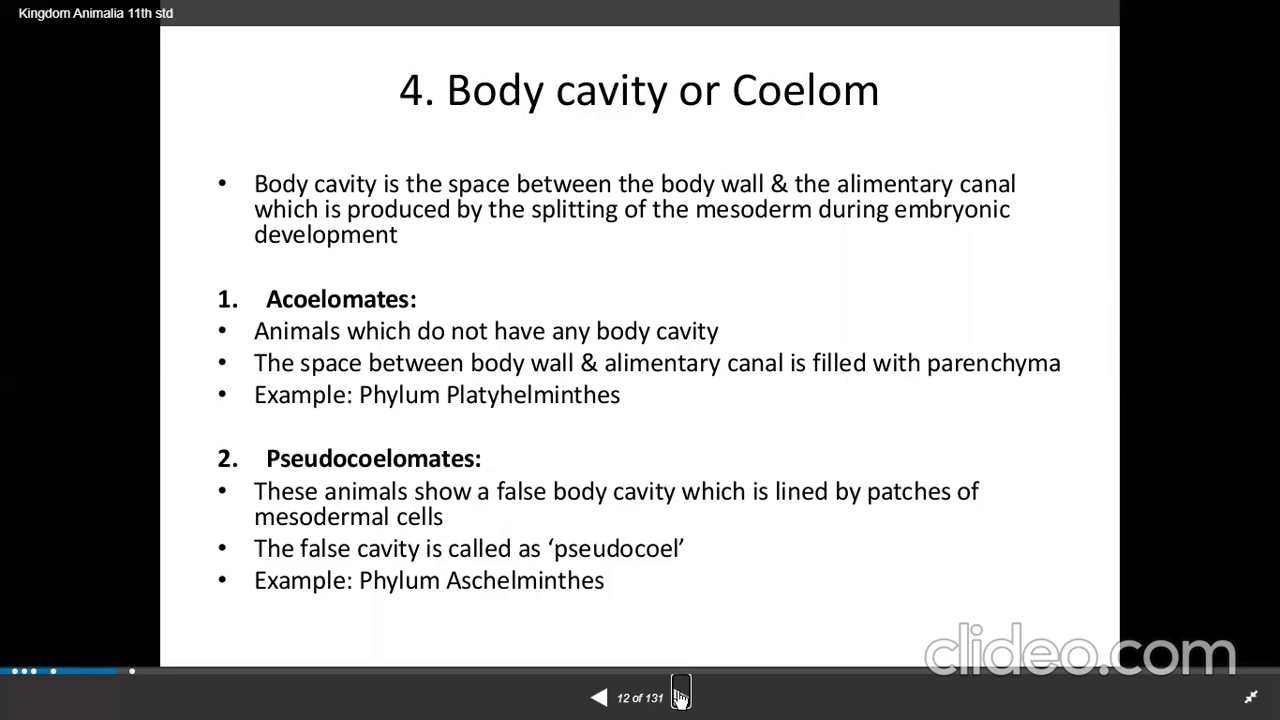 Kingdom Animalia 11th std
4. Body cavity or Coelom
• Body cavity is the space between the body wall & the alimentary canal
which is produced by the splitting of the mesoderm during embryonic
development
1. Acoelomates:
• Animals which do not have any body cavity
• The space between body wall & alimentary canal is filled with parenchyma
• Example: Phylum Platyhelminthes
2. Pseudocoelomates:
• These animals show a false body cavity which is lined by patches of
mesodermal cells
• The false cavity is called as ‘pseudocoel’
• Example: Phylum Aschelminthes
clideo.com
12 of 131